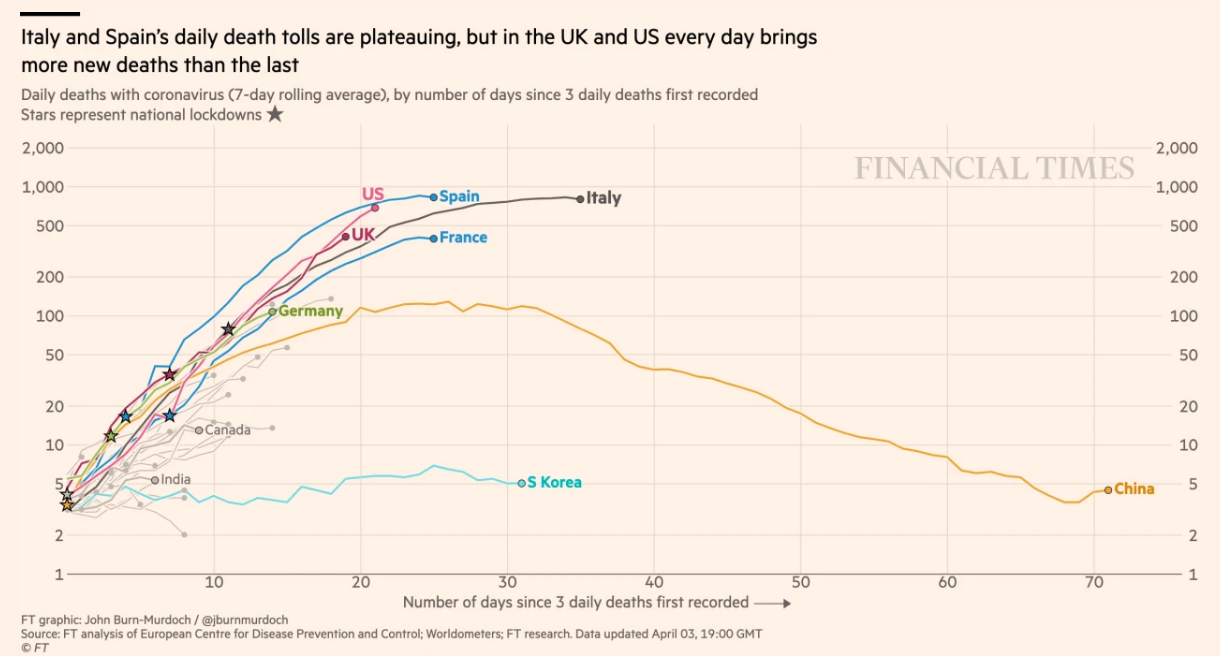 Italy and Spain’s daily death tolls are plateauing, but in the UK and US every day brings
more new deaths than the last
Daily deaths with coronavirus (7-day rolling average), by number of days since 3 daily deaths first recorded
Stars represent national lockdowns ★
FINANCIAL TIMES
2,000 2,000
1,000 1,000
500 500
200 200
100 100
50 50
20 20
10 10
5 5
2 2
1 1
US
Spain
Italy
UK
France
Germany
Canada
India
S Korea
China
10 20 30 40 50 60 70
Number of days since 3 daily deaths first recorded ⟶
FT graphic: John Burn-Murdoch / @jburnmurdoch
Source: FT analysis of European Centre for Disease Prevention and Control; Worldometers; FT research. Data updated April 03, 19:00 GMT
© FT